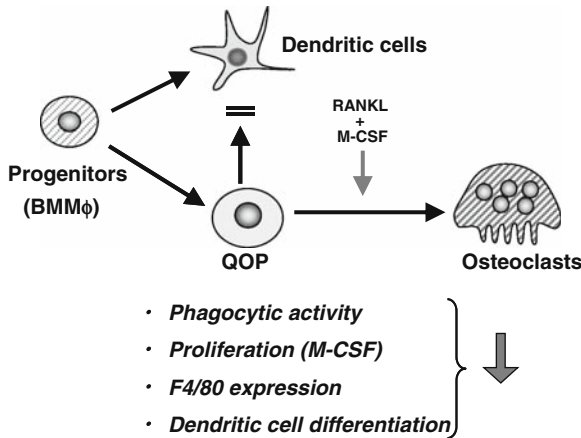 Dendritic cells
RANKL
+
M-CSF
Progenitors
(BMMϕ)
QOP
Osteoclasts
· Phagocytic activity
· Proliferation (M-CSF)
· F4/80 expression
· Dendritic cell differentiation